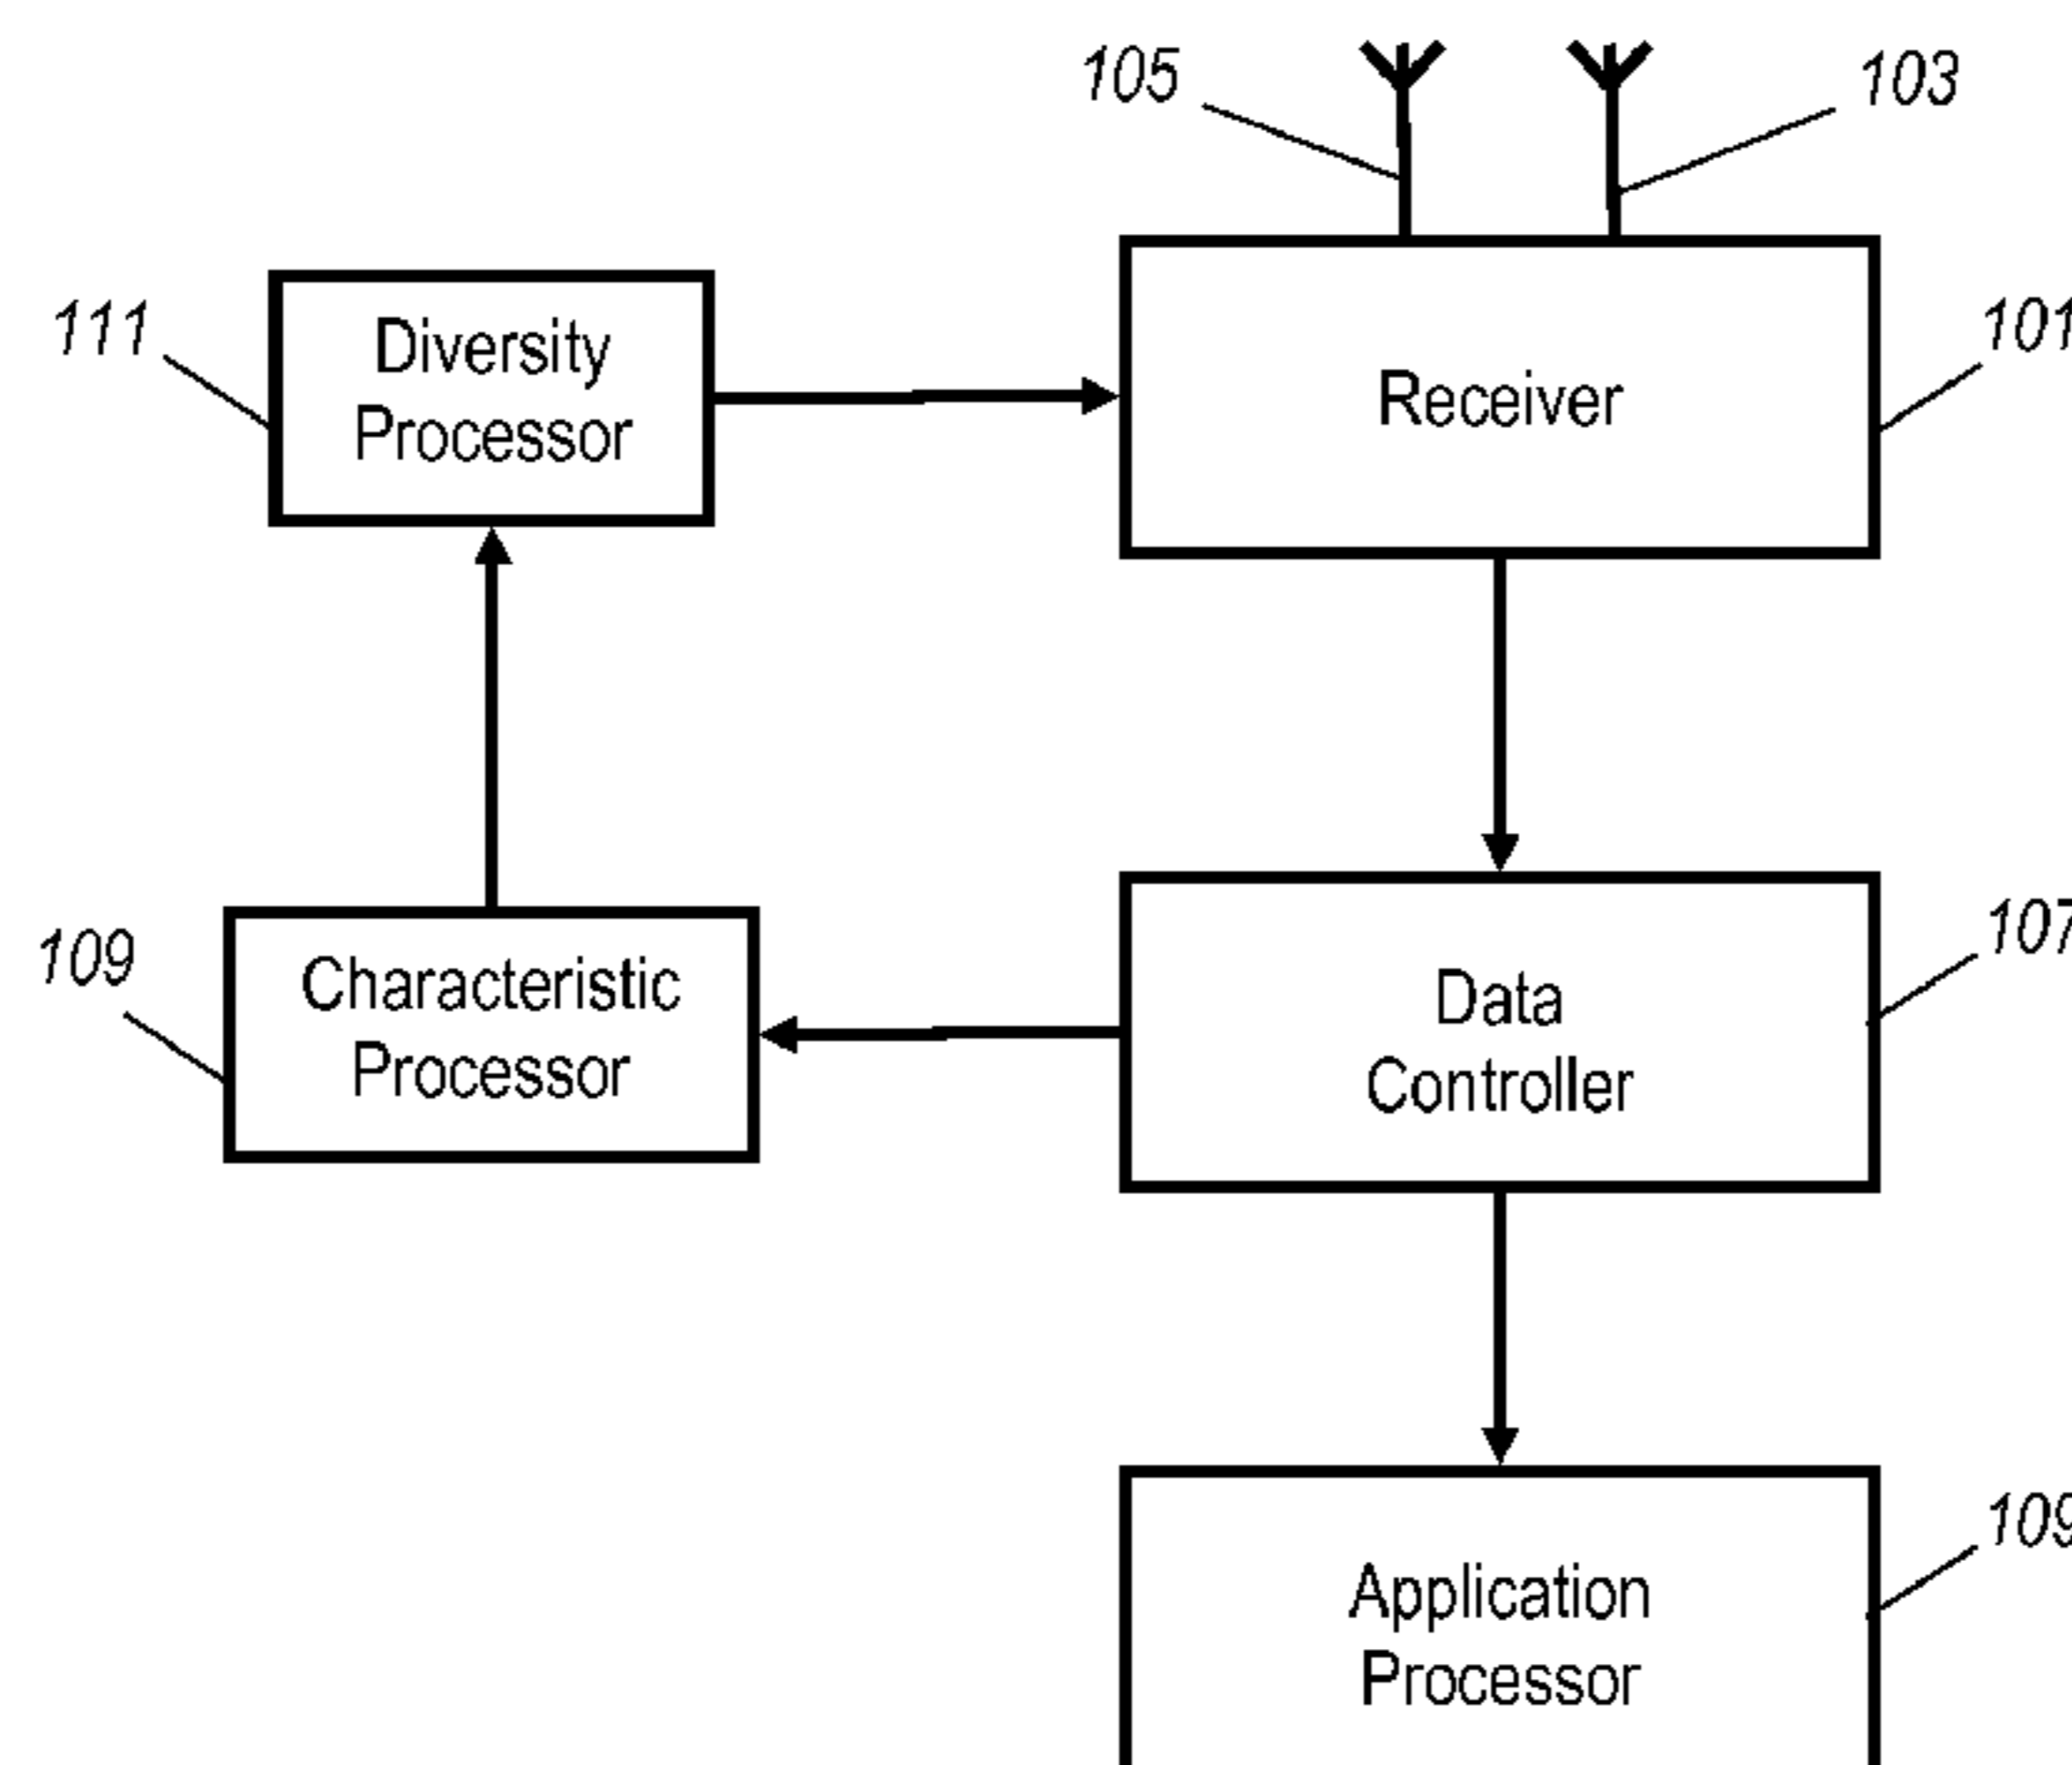 105
103
111
Diversity
Processor
Receiver
101
109
Characteristic
Processor
Data
Controller
107
Application
Processor
109